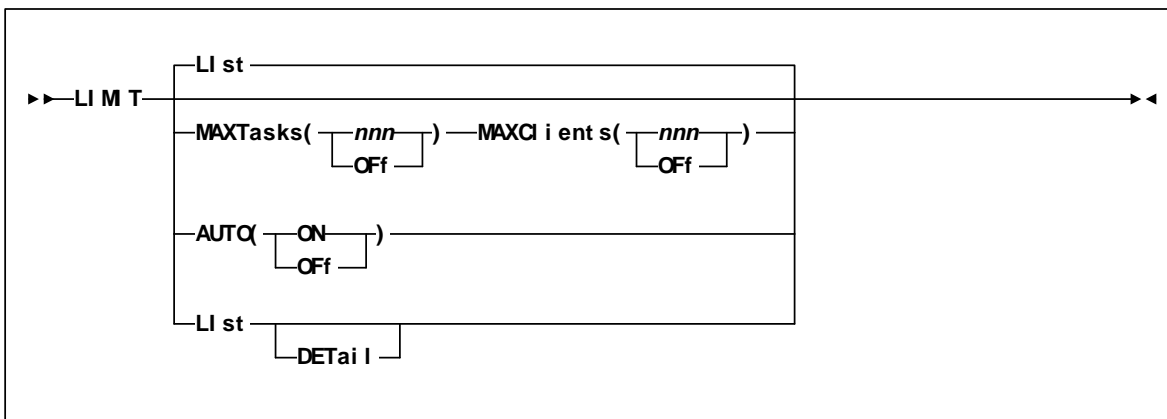 LIst
LIMIT
MAXTasks( nnn ) MAXClients( nnn )
OFf OFf
AUTO( ON )
OFf
LIst
DETail